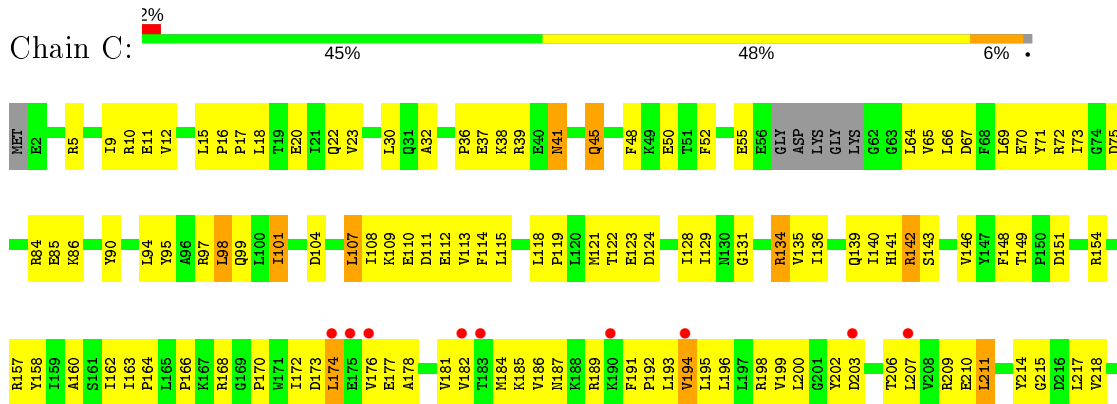 2%
Chain C:
45% 48% 6% •
MET E2 R5 I9 R10 E11 V12 L15 P16 P17 L18 T19 E20 I21 Q22 V23 L30 Q31 A32 P36 E37 K38 R39 E40 N41 Q45 F48 K49 E50 T51 F52 E55 E56 GLY ASP LYS GLY LYS G62 G63 L64 V65 L66 D67 F68 L69 E70 Y71 R72 I73 G74 D75
R84 E85 K86 Y90 L94 Y95 A96 R97 L98 Q99 L100 I101 D104 L107 I108 K109 E110 D111 E112 V113 F114 L115 L118 P119 L120 M121 T122 E123 D124 I128 I129 N130 G131 R134 V135 I136 Q139 I140 H141 R142 S143 V146 Y147 F148 T149 P150 D151 R154
R157 Y158 I159 A160 S161 I162 I163 P164 L165 P166 K167 R168 G169 P170 W171 I172 D173 L174 E175 V176 E177 A178 V181 V182 T183 M184 K185 V186 N187 K188 R189 K190 F191 P192 L193 V194 L195 L196 L197 R198 V199 L200 G201 Y202 D203 T206 L207 V208 R209 E210 L211 Y214 G215 D216 L217 V218